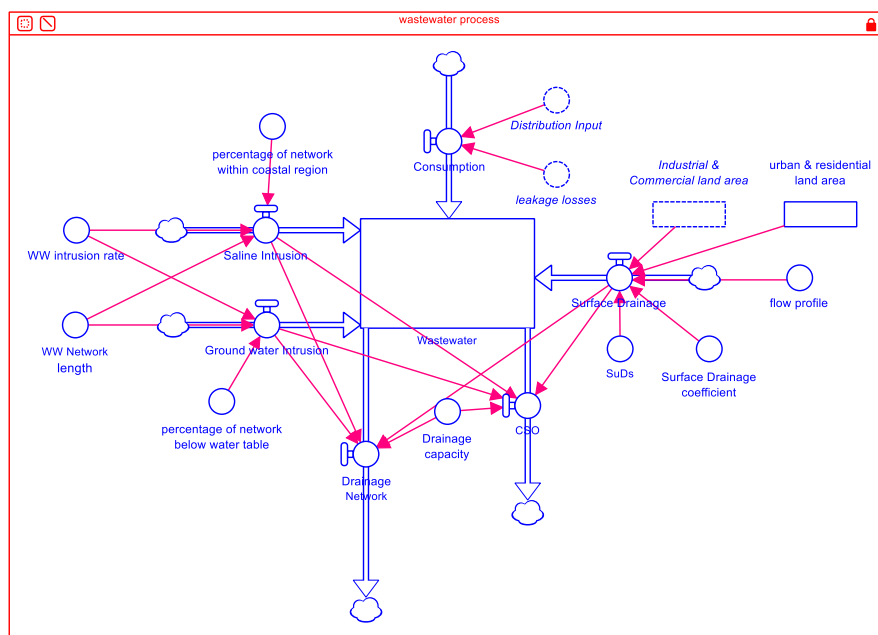 wastewater process
Distribution Input
percentage of network
within coastal region
Consumption
leakage losses
Industrial &
Commercial land area
urban & residential
land area
WW intrusion rate
Saline Intrusion
Surface Drainage
flow profile
Ground water Intrusion
Wastewater
WW Network
length
SuDs
Surface Drainage
coefficient
percentage of network
below water table
Drainage
capacity
CSO
Drainage
Network